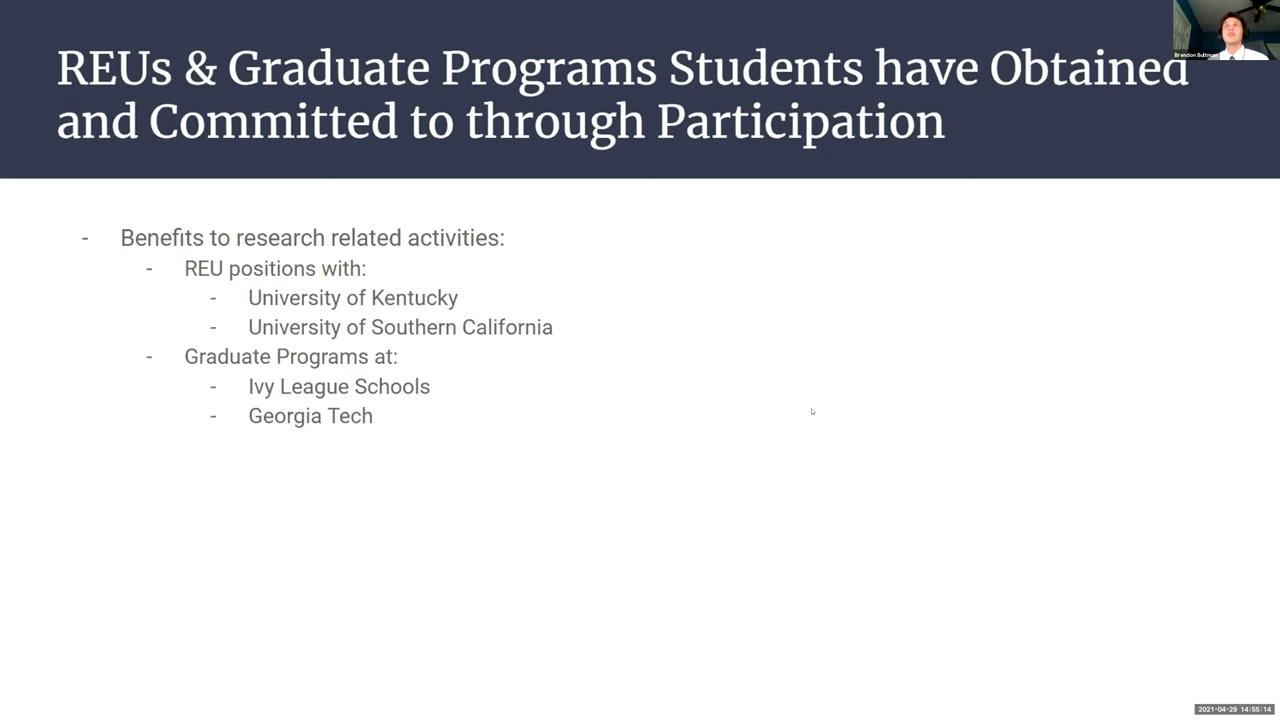 REUs & Graduate Programs Students have Obtained
and Committed to through Participation
Brendon Bultman
- Benefits to research related activities:
- REU positions with:
- University of Kentucky
- University of Southern California
- Graduate Programs at:
- Ivy League Schools
- Georgia Tech
2021-04-29 14:55:14